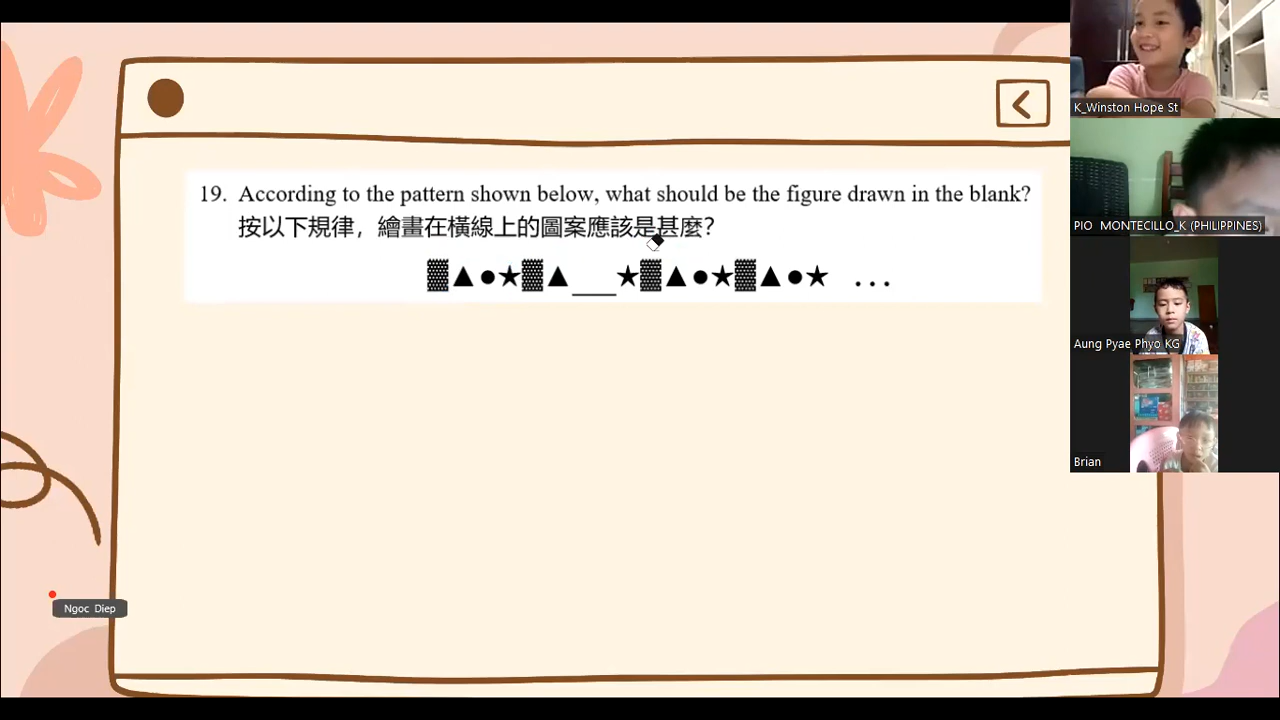 19. According to the pattern shown below, what should be the figure drawn in the blank?
按以下規律，繪畫在橫線上的圖案應該是甚麼？
▓▲●★▓▲___★▓▲●★▓▲●★ ...
K_Winston Hope St
PIO MONTECILLO_K (PHILIPPINES)
Aung Pyae Phyo KG
Brian
Ngoc Diep